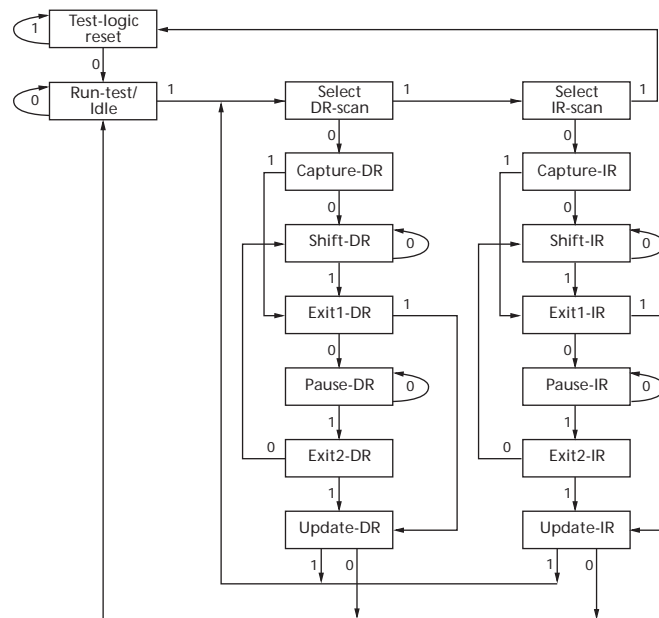 Test-logic
reset
1
0
Run-test/
Idle
0
1
Select
DR-scan
1
Select
IR-scan
1
0
0
1
Capture-DR
1
Capture-IR
0
0
Shift-DR
0
Shift-IR
0
1
1
Exit1-DR
1
Exit1-IR
1
0
0
Pause-DR
0
Pause-IR
0
1
1
0
Exit2-DR
0
Exit2-IR
1
1
Update-DR
Update-IR
1
0
1
0